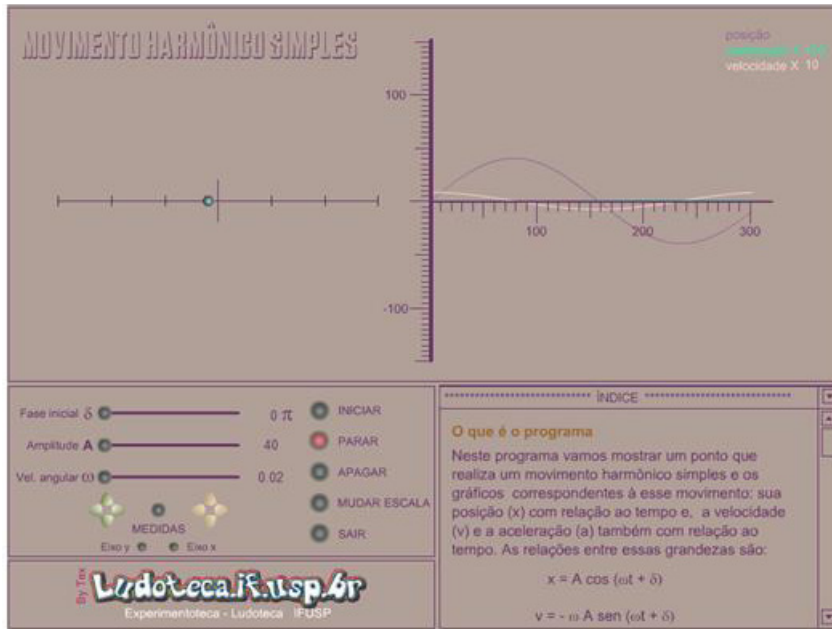 MOVIMENTO HARMÔNICO SIMPLES
posição
velocidade X 10
100
-100
100
200
300
Fase inicial δ 0 π
Amplitude A 40
Vel. angular ω 0.02
MEDIDAS
Eixo y Eixo x
INICIAR
PARAR
APAGAR
MUDAR ESCALA
SAIR
By Tex
Ludoteca.if.usp.br
Experimentoteca - Ludoteca IFUSP
**************************** ÍNDICE ****************************
O que é o programa
Neste programa vamos mostrar um ponto que
realiza um movimento harmônico simples e os
gráficos correspondentes à esse movimento: sua
posição (x) com relação ao tempo e, a velocidade
(v) e a aceleração (a) também com relação ao
tempo. As relações entre essas grandezas são:
x = A cos (ωt + δ)
v = - ω A sen (ωt + δ)